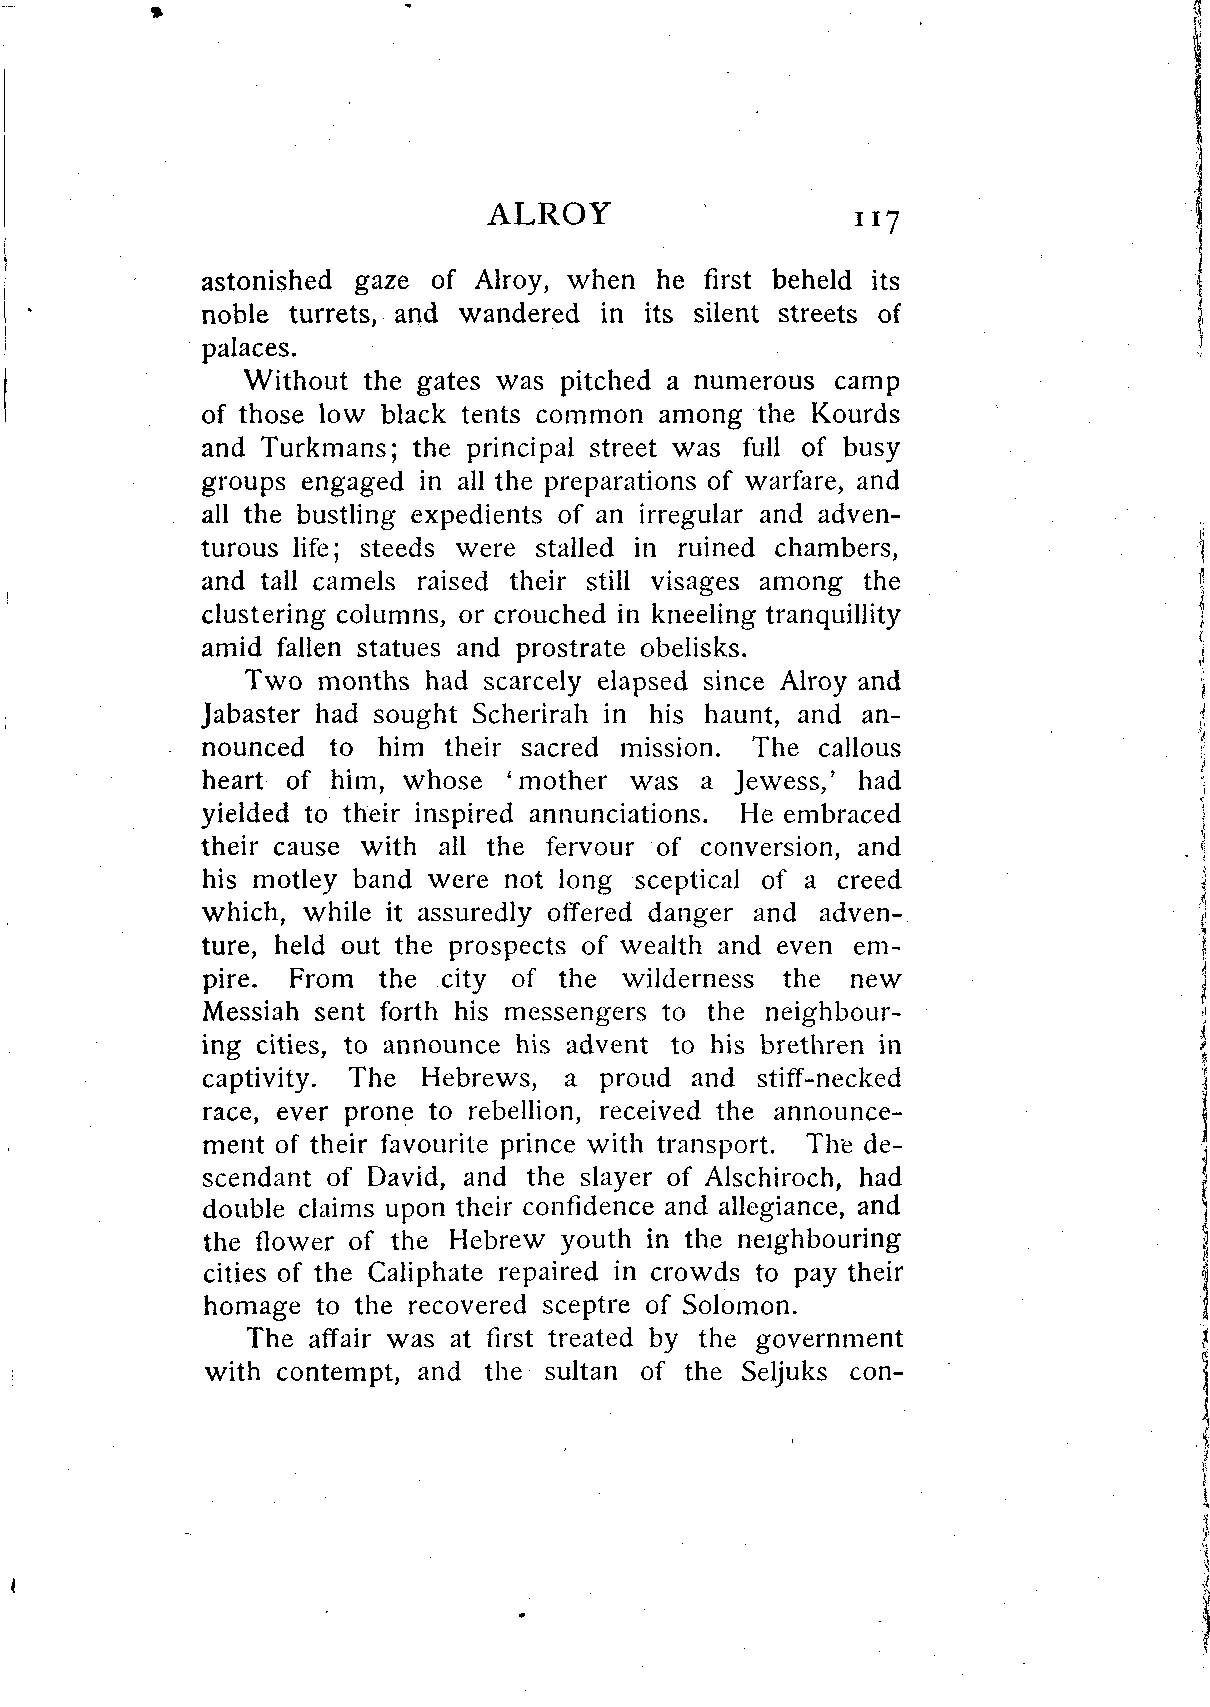 ALROY 117
astonished gaze of Alroy, when he first beheld its
noble turrets, and wandered in its silent streets of
palaces.
Without the gates was pitched a numerous camp
of those low black tents common among the Kourds
and Turkmans; the principal street was full of busy
groups engaged in all the preparations of warfare, and
all the bustling expedients of an irregular and adven-
turous life; steeds were stalled in ruined chambers,
and tall camels raised their still visages among the
clustering columns, or crouched in kneeling tranquillity
amid fallen statues and prostrate obelisks.
Two months had scarcely elapsed since Alroy and
Jabaster had sought Scherirah in his haunt, and an-
nounced to him their sacred mission. The callous
heart of him, whose ‘mother was a Jewess,’ had
yielded to their inspired annunciations. He embraced
their cause with all the fervour of conversion, and
his motley band were not long sceptical of a creed
which, while it assuredly offered danger and adven-
ture, held out the prospects of wealth and even em-
pire. From the city of the wilderness the new
Messiah sent forth his messengers to the neighbour-
ing cities, to announce his advent to his brethren in
captivity. The Hebrews, a proud and stiff-necked
race, ever prone to rebellion, received the announce-
ment of their favourite prince with transport. The de-
scendant of David, and the slayer of Alschiroch, had
double claims upon their confidence and allegiance, and
the flower of the Hebrew youth in the neighbouring
cities of the Caliphate repaired in crowds to pay their
homage to the recovered sceptre of Solomon.
The affair was at first treated by the government
with contempt, and the sultan of the Seljuks con-